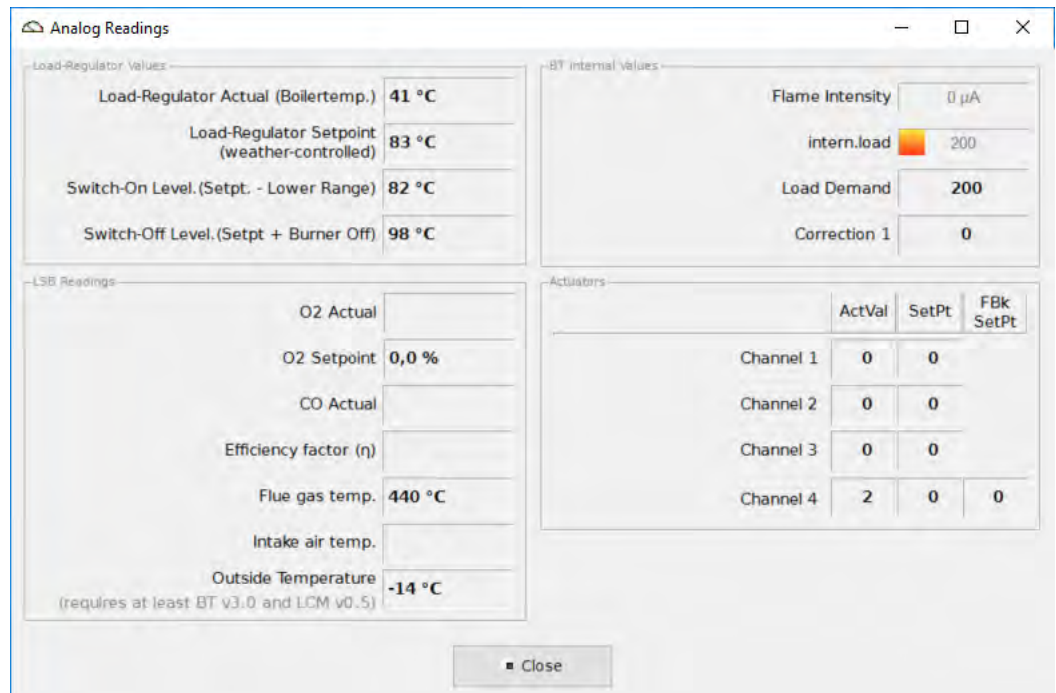 Analog Readings
Load-Regulator Values
Load-Regulator Actual (Boilertemp.) 41 °C
Load-Regulator Setpoint
(weather-controlled) 83 °C
Switch-On Level.(Setpt. - Lower Range) 82 °C
Switch-Off Level.(Setpt + Burner Off) 98 °C
BT internal Values
Flame Intensity 0 µA
intern.load 200
Load Demand 200
Correction 1 0
LSB Readings
O2 Actual
O2 Setpoint 0,0 %
CO Actual
Efficiency factor (η)
Flue gas temp. 440 °C
Intake air temp.
Outside Temperature
(requires at least BT v3.0 and LCM v0.5) -14 °C
Actuators
ActVal SetPt FBk
SetPt
Channel 1 0 0
Channel 2 0 0
Channel 3 0 0
Channel 4 2 0 0
Close